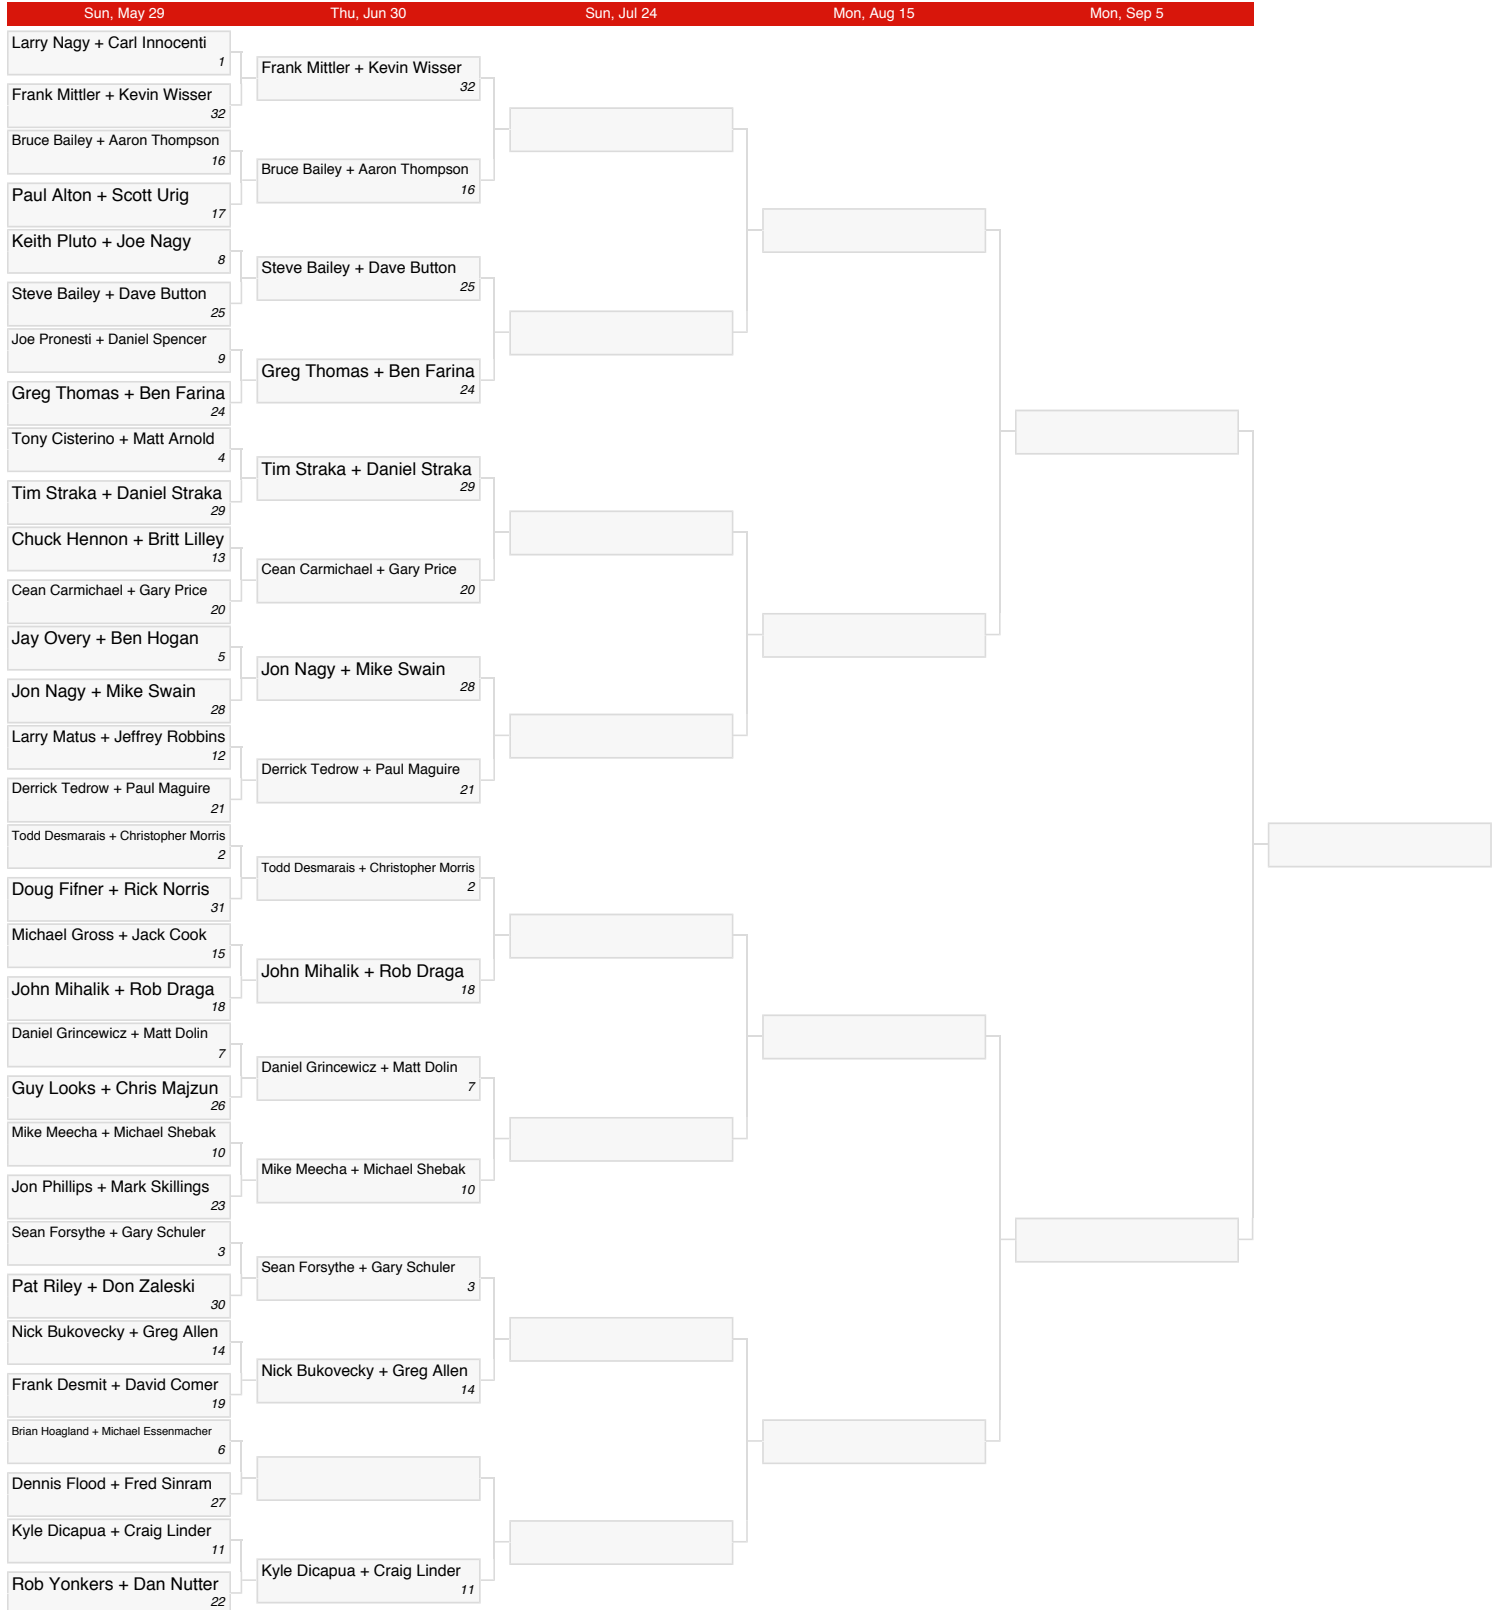 Sun, May 29
Thu, Jun 30
Sun, Jul 24
Mon, Aug 15
Mon, Sep 5
Larry Nagy + Carl Innocenti
1
Frank Mittler + Kevin Wisser
32
Bruce Bailey + Aaron Thompson
16
Paul Alton + Scott Urig
17
Keith Pluto + Joe Nagy
8
Steve Bailey + Dave Button
25
Joe Pronesti + Daniel Spencer
9
Greg Thomas + Ben Farina
24
Tony Cisterino + Matt Arnold
4
Tim Straka + Daniel Straka
29
Chuck Hennon + Britt Lilley
13
Cean Carmichael + Gary Price
20
Jay Overy + Ben Hogan
5
Jon Nagy + Mike Swain
28
Larry Matus + Jeffrey Robbins
12
Derrick Tedrow + Paul Maguire
21
Todd Desmarais + Christopher Morris
2
Doug Fifner + Rick Norris
31
Michael Gross + Jack Cook
15
John Mihalik + Rob Draga
18
Daniel Grincewicz + Matt Dolin
7
Guy Looks + Chris Majzun
26
Mike Meecha + Michael Shebak
10
Jon Phillips + Mark Skillings
23
Sean Forsythe + Gary Schuler
3
Pat Riley + Don Zaleski
30
Nick Bukovecky + Greg Allen
14
Frank Desmit + David Comer
19
Brian Hoagland + Michael Essenmacher
6
Dennis Flood + Fred Sinram
27
Kyle Dicapua + Craig Linder
11
Rob Yonkers + Dan Nutter
22
Frank Mittler + Kevin Wisser
32
Bruce Bailey + Aaron Thompson
16
Steve Bailey + Dave Button
25
Greg Thomas + Ben Farina
24
Tim Straka + Daniel Straka
29
Cean Carmichael + Gary Price
20
Jon Nagy + Mike Swain
28
Derrick Tedrow + Paul Maguire
21
Todd Desmarais + Christopher Morris
2
John Mihalik + Rob Draga
18
Daniel Grincewicz + Matt Dolin
7
Mike Meecha + Michael Shebak
10
Sean Forsythe + Gary Schuler
3
Nick Bukovecky + Greg Allen
14
Kyle Dicapua + Craig Linder
11